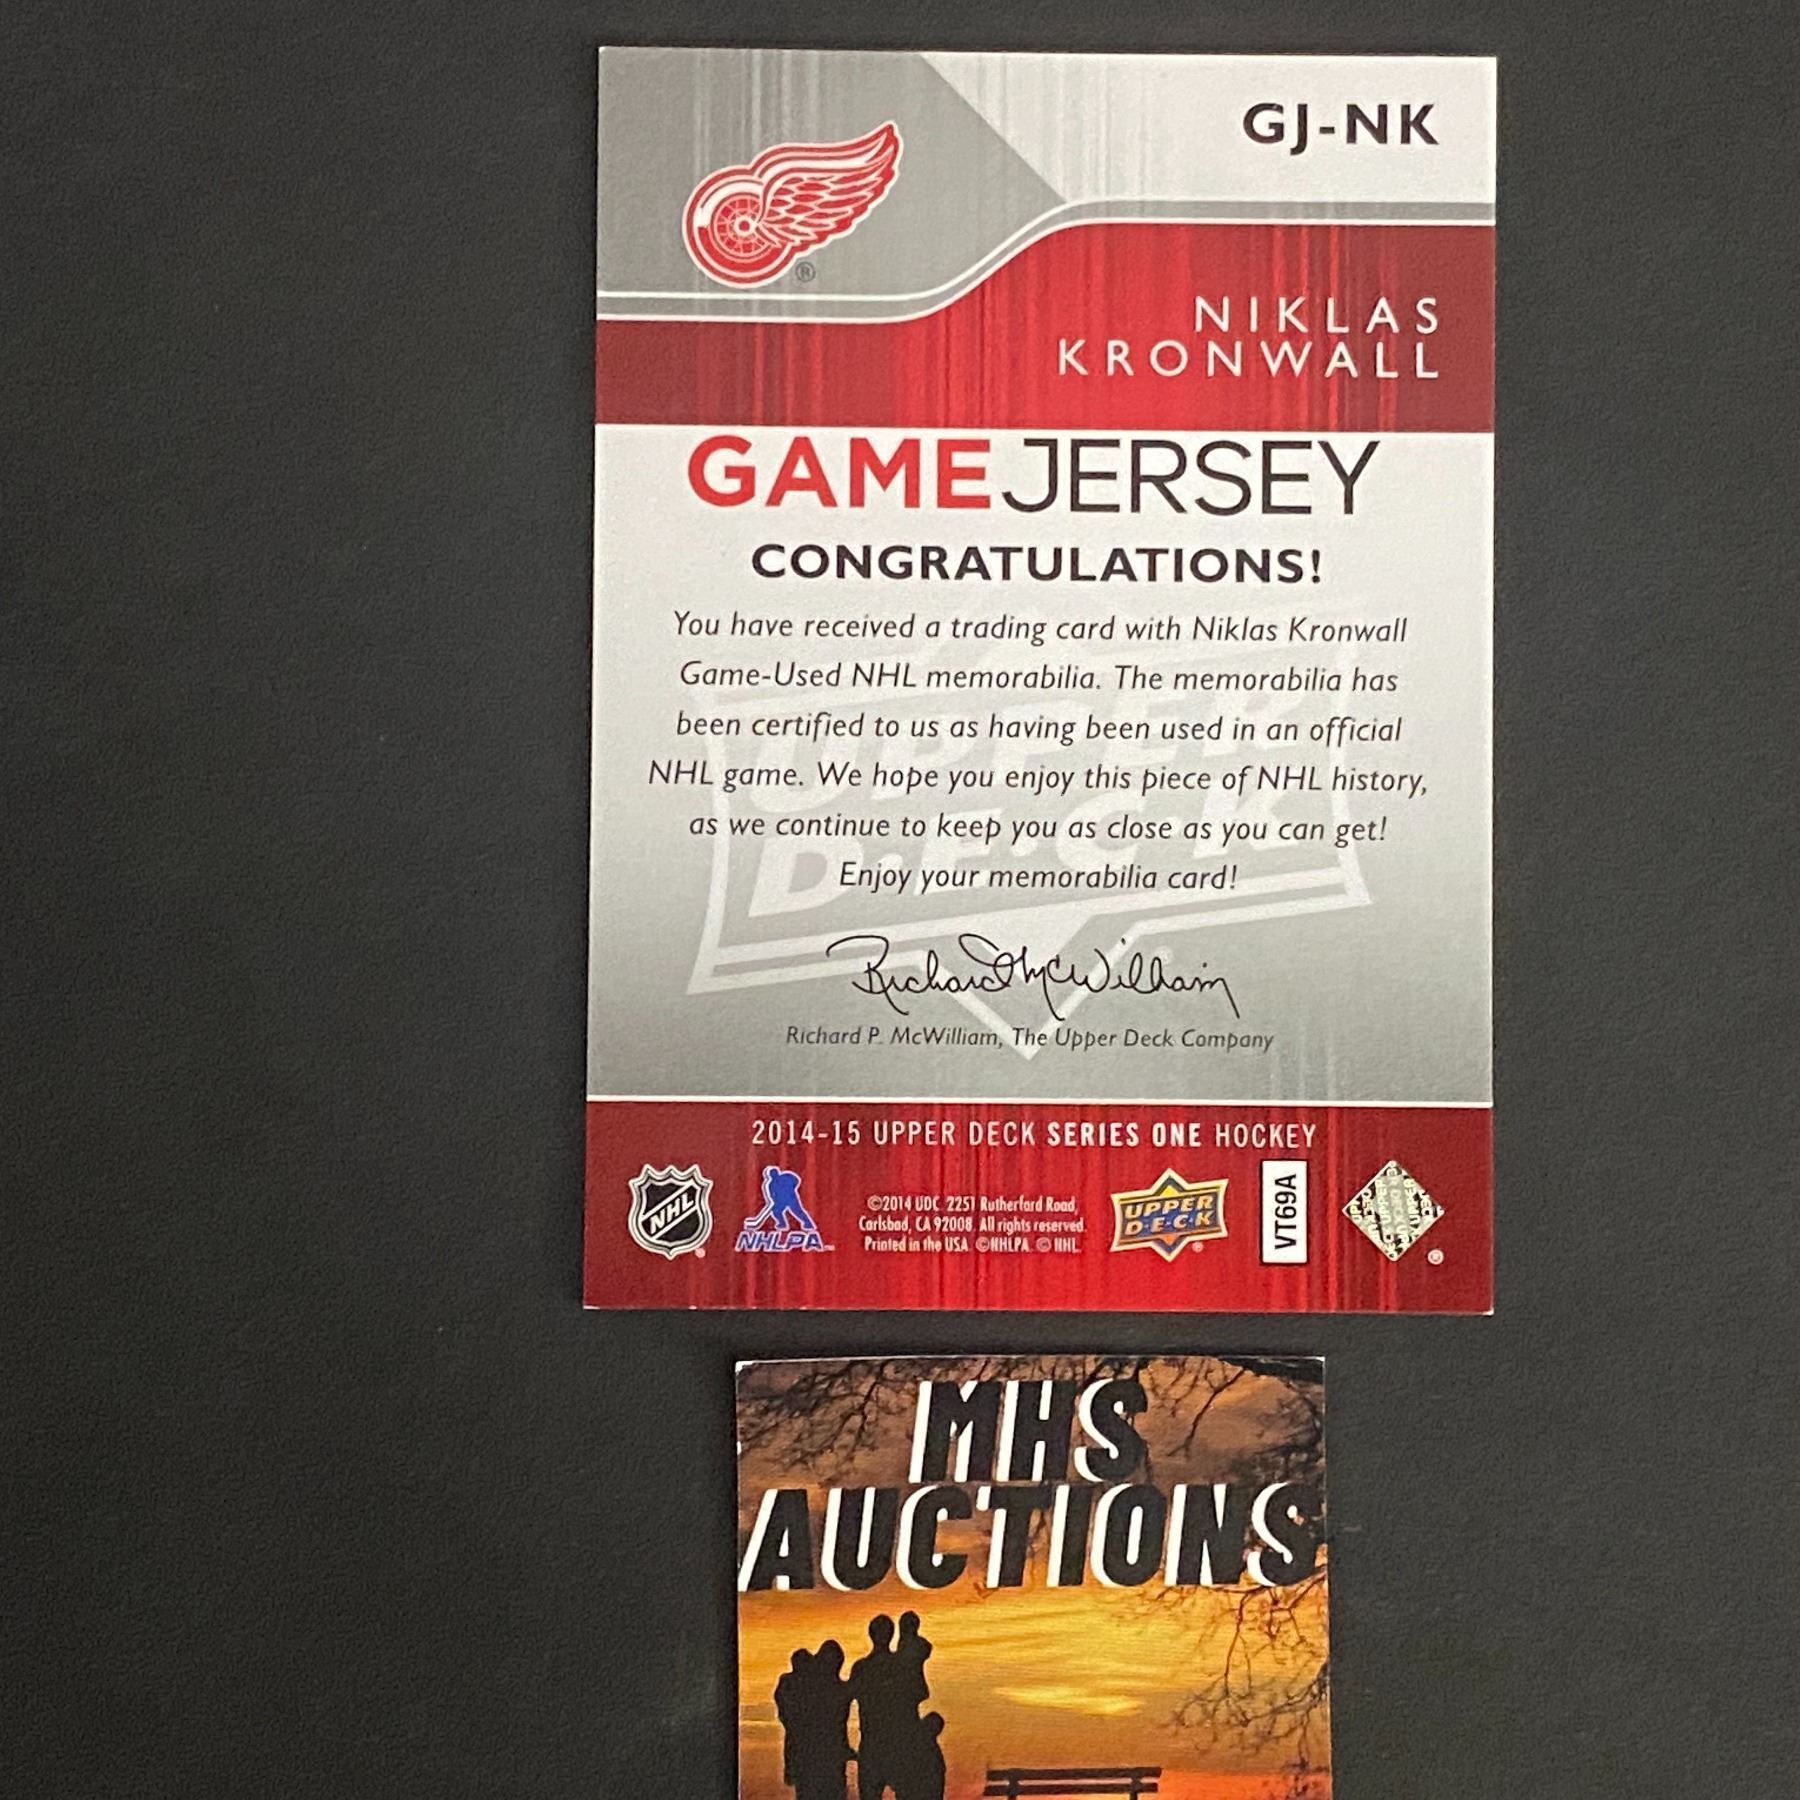 GJ-NK
®
NIKLAS
KRONWALL
GAMEJERSEY
CONGRATULATIONS!
You have received a trading card with Niklas Kronwall
Game-Used NHL memorabilia. The memorabilia has
been certified to us as having been used in an official
NHL game. We hope you enjoy this piece of NHL history,
as we continue to keep you as close as you can get!
Enjoy your memorabilia card!
UPPER
D·E·C·K
Richard McWilliam
Richard P. McWilliam, The Upper Deck Company
2014-15 UPPER DECK SERIES ONE HOCKEY
NHL
NHLPA
©2014 UDC. 2251 Rutherford Road,
Carlsbad, CA 92008. All rights reserved.
Printed in the USA. ©NHLPA. © NHL.
UPPER
D·E·C·K
VT69A
MHS
AUCTIONS